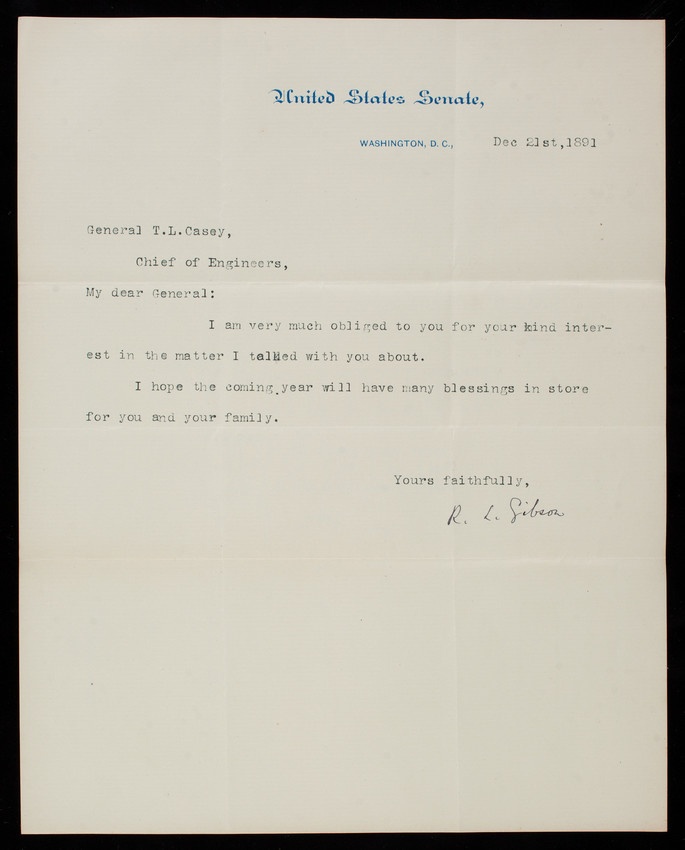 United States Senate,
WASHINGTON, D. C., Dec 21st,1891
General T.L.Casey,
Chief of Engineers,
My dear General:
I am very much obliged to you for your kind inter-
est in the matter I talked with you about.
I hope the coming year will have many blessings in store
for you and your family.
Yours faithfully,
R. L. Gibson